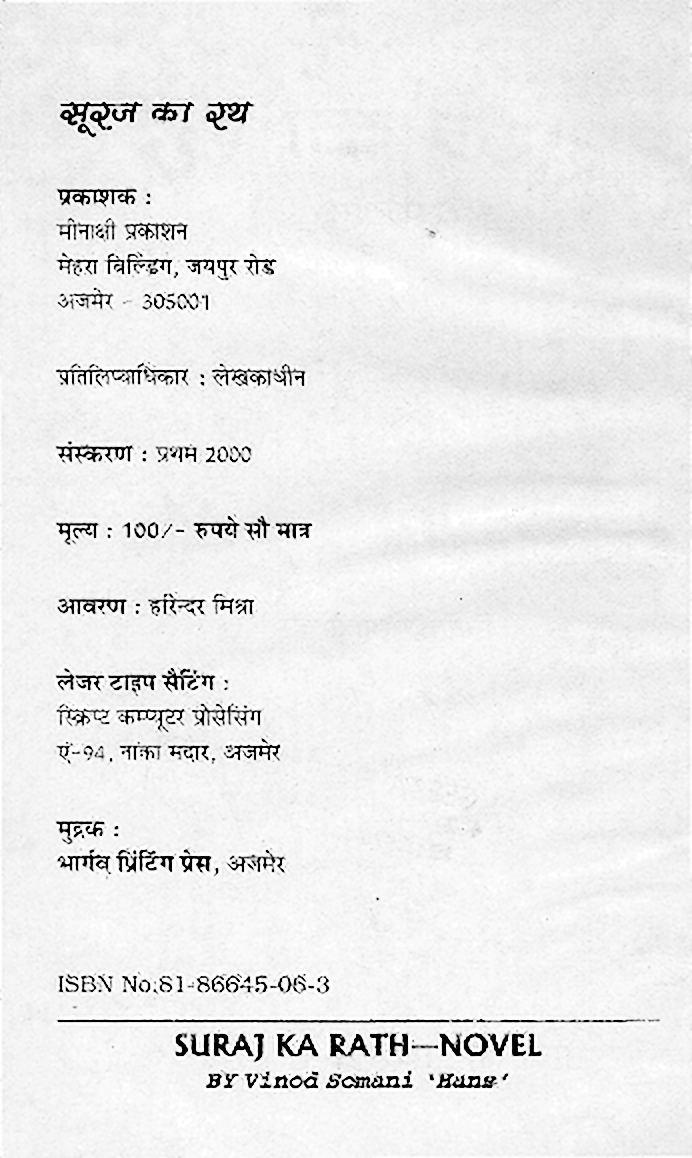 सूरज का रथ
प्रकाशक :
मीनाक्षी प्रकाशन
मेहरा बिल्डिंग, जयपुर रोड
अजमेर - 305001
प्रतिलिप्याधिकार : लेखकाधीन
संस्करण : प्रथम 2000
मूल्य : 100/- रुपये सौ मात्र
आवरण : हरिन्दर मिश्रा
लेजर टाइप सैटिंग :
स्क्रिप्ट कम्प्यूटर प्रोसेसिंग
ए-94, नाका मदार, अजमेर
मुद्रक :
भार्गव प्रिंटिंग प्रेस, अजमेर
ISBN No:81-86645-06-3
SURAJ KA RATH—NOVEL
BY Vinod Somani 'Hans'